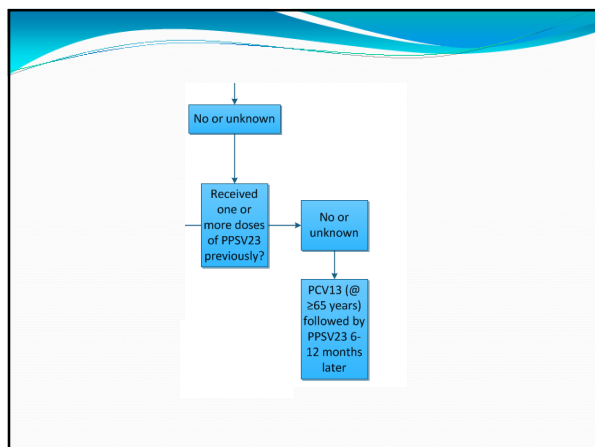 No or unknown
Received
one or
more doses
of PPSV23
previously?
No or
unknown
PCV13 (@
≥65 years)
followed by
PPSV23 6-
12 months
later